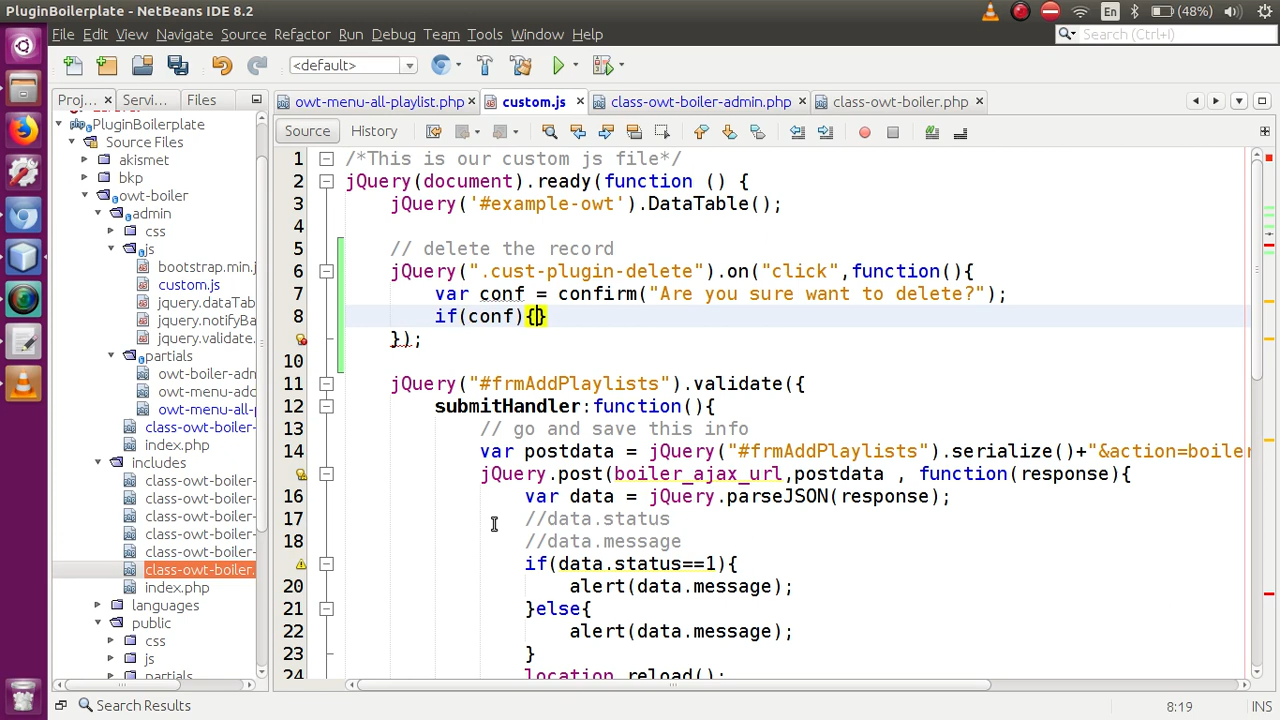 PluginBoilerplate - NetBeans IDE 8.2
En
(48%)
File Edit View Navigate Source Refactor Run Debug Team Tools Window Help
Search (Ctrl+I)
<default>
Proj... Servi... Files
owt-menu-all-playlist.php custom.js class-owt-boiler-admin.php class-owt-boiler.php
Source History
PluginBoilerplate
Source Files
akismet
bkp
owt-boiler
admin
css
js
bootstrap.min.j
custom.js
jquery.dataTab
jquery.notifyBa
jquery.validate.
partials
owt-boiler-adm
owt-menu-add
owt-menu-all-p
class-owt-boiler-
index.php
includes
class-owt-boiler-
class-owt-boiler-
class-owt-boiler-
class-owt-boiler-
class-owt-boiler-
class-owt-boiler.
index.php
languages
public
css
js
partials
1 /*This is our custom js file*/
2 jQuery(document).ready(function () {
3 jQuery('#example-owt').DataTable();
4
5 // delete the record
6 jQuery(".cust-plugin-delete").on("click",function(){
7 var conf = confirm("Are you sure want to delete?");
8 if(conf){}
});
10
11 jQuery("#frmAddPlaylists").validate({
12 submitHandler:function(){
13 // go and save this info
14 var postdata = jQuery("#frmAddPlaylists").serialize()+"&action=boiler
jQuery.post(boiler_ajax_url,postdata , function(response){
16 var data = jQuery.parseJSON(response);
17 //data.status
18 //data.message
if(data.status==1){
20 alert(data.message);
21 }else{
22 alert(data.message);
23 }
24 location.reload();
Search Results
8:19
INS